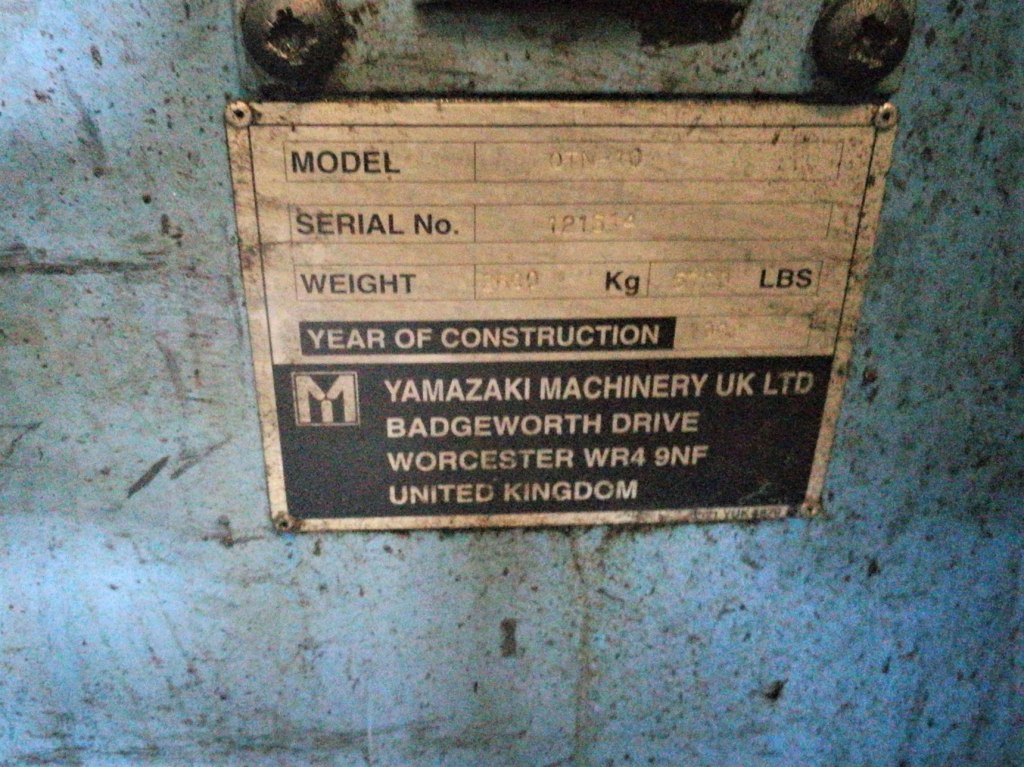 MODEL
SERIAL No.
WEIGHT Kg LBS
YEAR OF CONSTRUCTION
YAMAZAKI MACHINERY UK LTD
BADGEWORTH DRIVE
WORCESTER WR4 9NF
UNITED KINGDOM